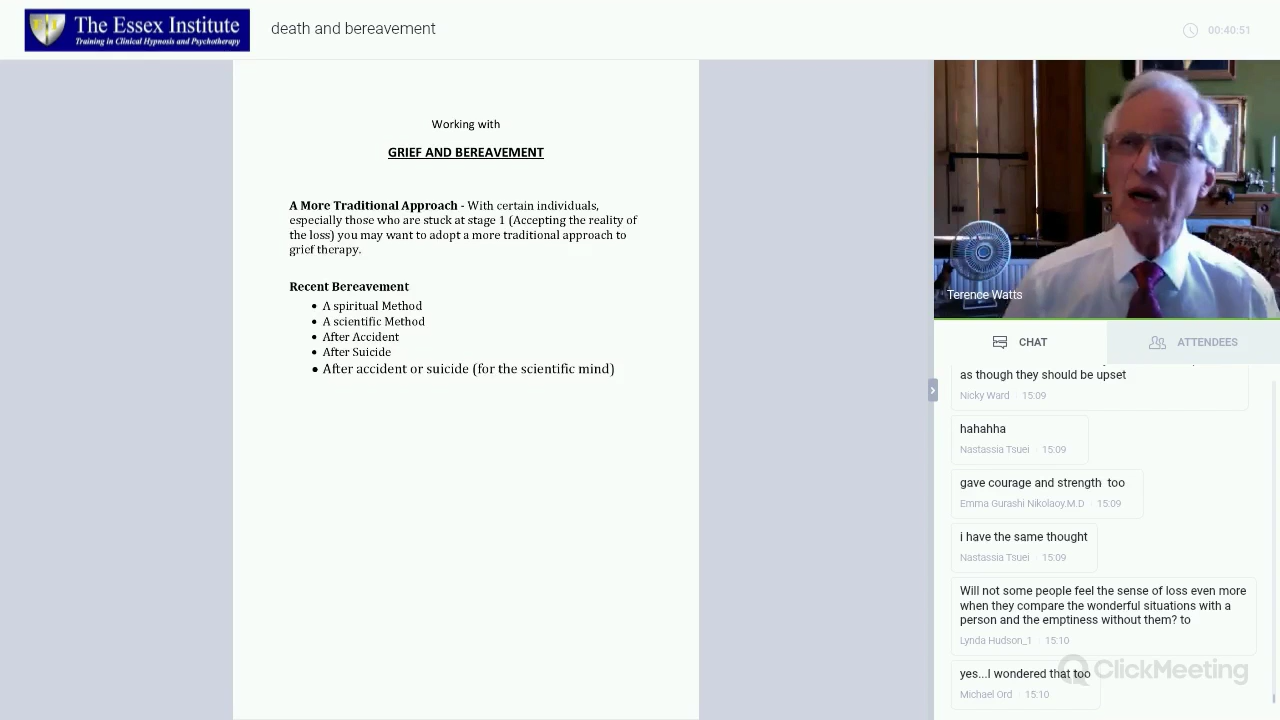 The Essex Institute
Training in Clinical Hypnosis and Psychotherapy
death and bereavement
00:40:51
Working with
GRIEF AND BEREAVEMENT
A More Traditional Approach - With certain individuals,
especially those who are stuck at stage 1 (Accepting the reality of
the loss) you may want to adopt a more traditional approach to
grief therapy.
Recent Bereavement
• A spiritual Method
• A scientific Method
• After Accident
• After Suicide
• After accident or suicide (for the scientific mind)
Terence Watts
CHAT
ATTENDEES
as though they should be upset
Nicky Ward 15:09
hahahha
Nastassia Tsuei 15:09
gave courage and strength too
Emma Gurashi Nikolaoy.M.D 15:09
i have the same thought
Nastassia Tsuei 15:09
Will not some people feel the sense of loss even more
when they compare the wonderful situations with a
person and the emptiness without them? to
Lynda Hudson_1 15:10
yes...I wondered that too
Michael Ord 15:10
ClickMeeting